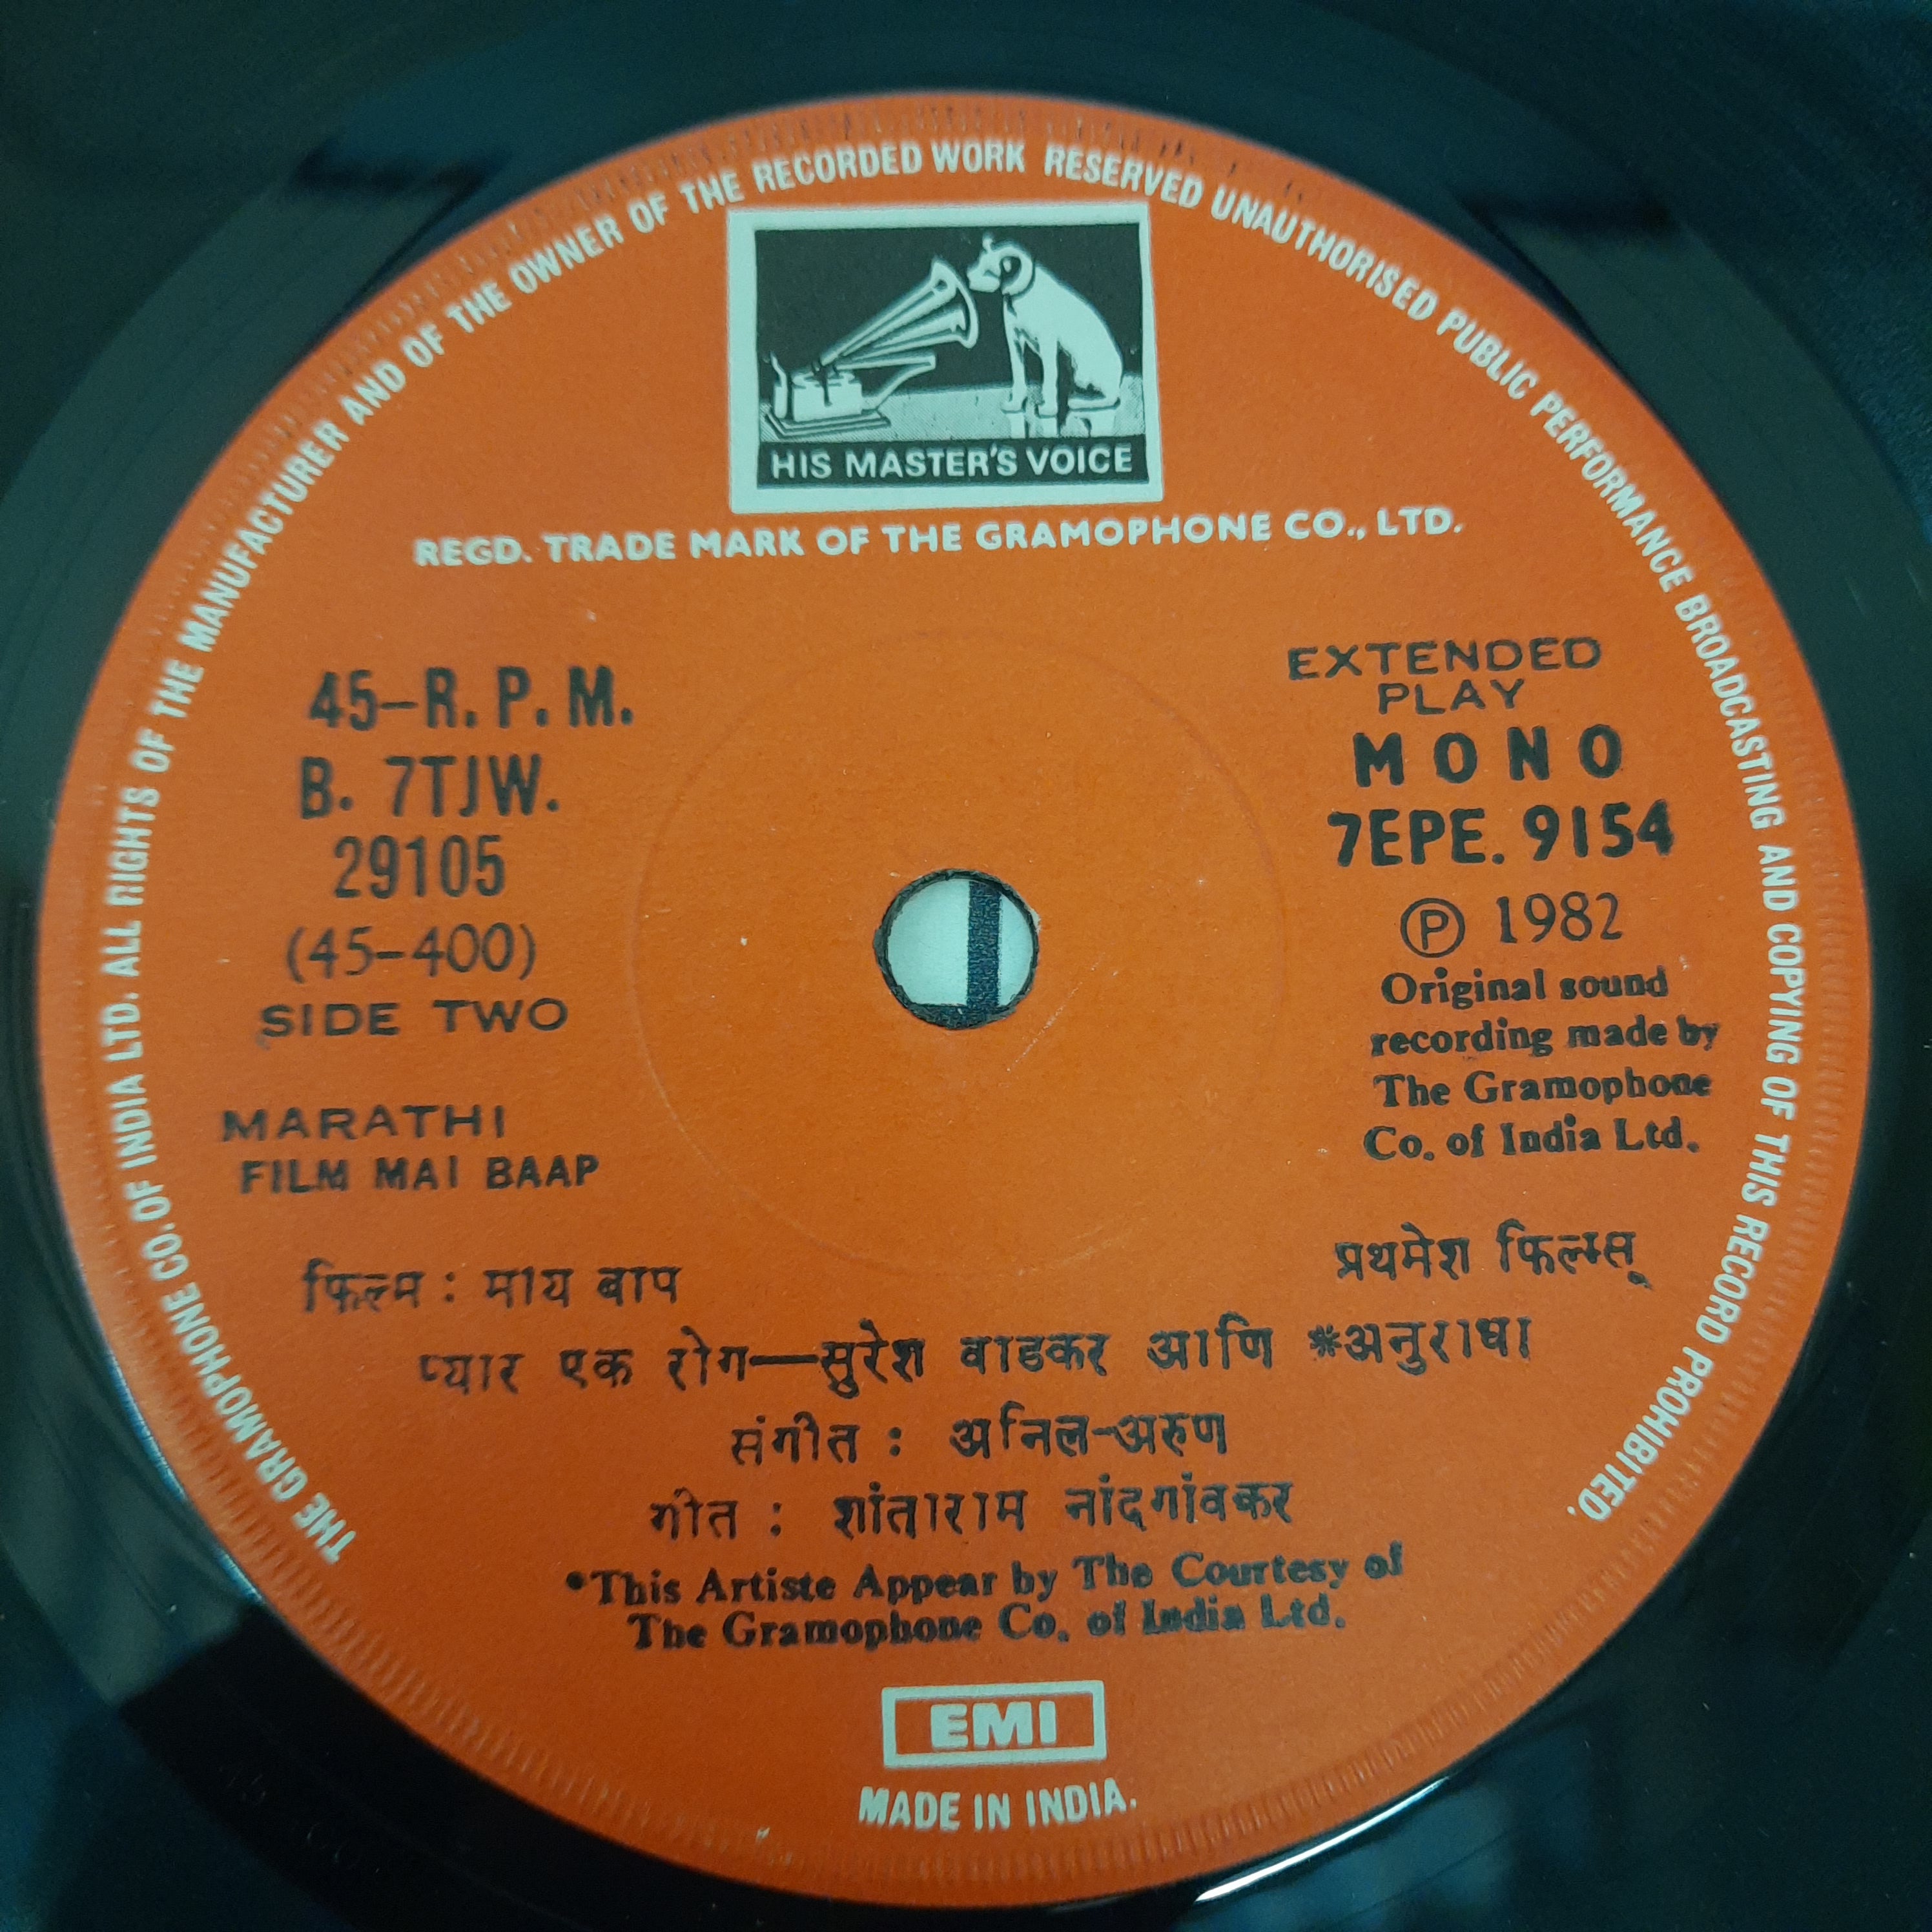 THE GRAMOPHONE CO. OF INDIA LTD. ALL RIGHTS OF THE MANUFACTURER AND OF THE OWNER OF THE RECORDED WORK RESERVED UNAUTHORISED PUBLIC PERFORMANCE BROADCASTING AND COPYING OF THIS RECORD PROHIBITED.
HIS MASTER'S VOICE
REGD. TRADE MARK OF THE GRAMOPHONE CO., LTD.
45-R.P.M.
B. 7TJW.
29105
(45-400)
SIDE TWO
MARATHI
FILM MAI BAAP
EXTENDED
PLAY
MONO
7EPE. 9154
Ⓟ 1982
Original sound
recording made by
The Gramophone
Co. of India Ltd.
फिल्म : माय बाप
प्रथमेश फिल्म्स्
प्यार एक रोग—सुरेश वाडकर आणि *अनुराधा
संगीत : अनिल-अरुण
गीत : शांताराम नांदगांवकर
*This Artiste Appear by The Courtesy of
The Gramophone Co. of India Ltd.
EMI
MADE IN INDIA.